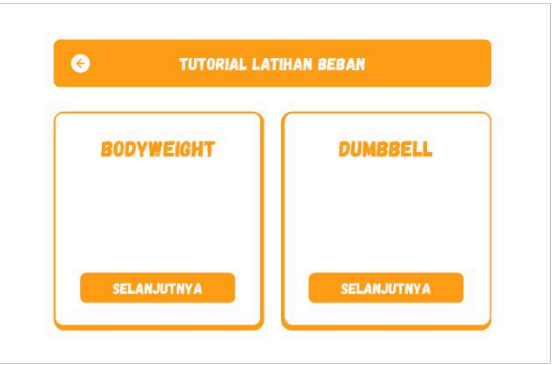 TUTORIAL LATIHAN BEBAN
BODYWEIGHT
DUMBBELL
SELANJUTNYA
SELANJUTNYA